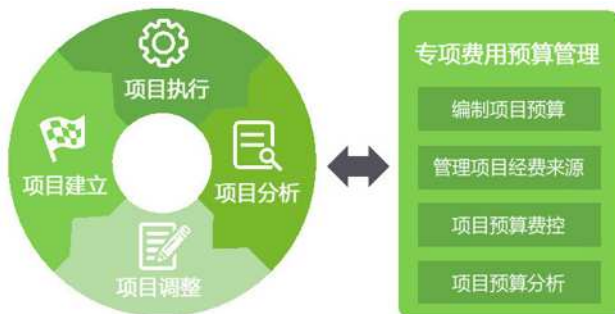 项目执行
项目建立
项目分析
项目调整
专项费用预算管理
编制项目预算
管理项目经费来源
项目预算费控
项目预算分析